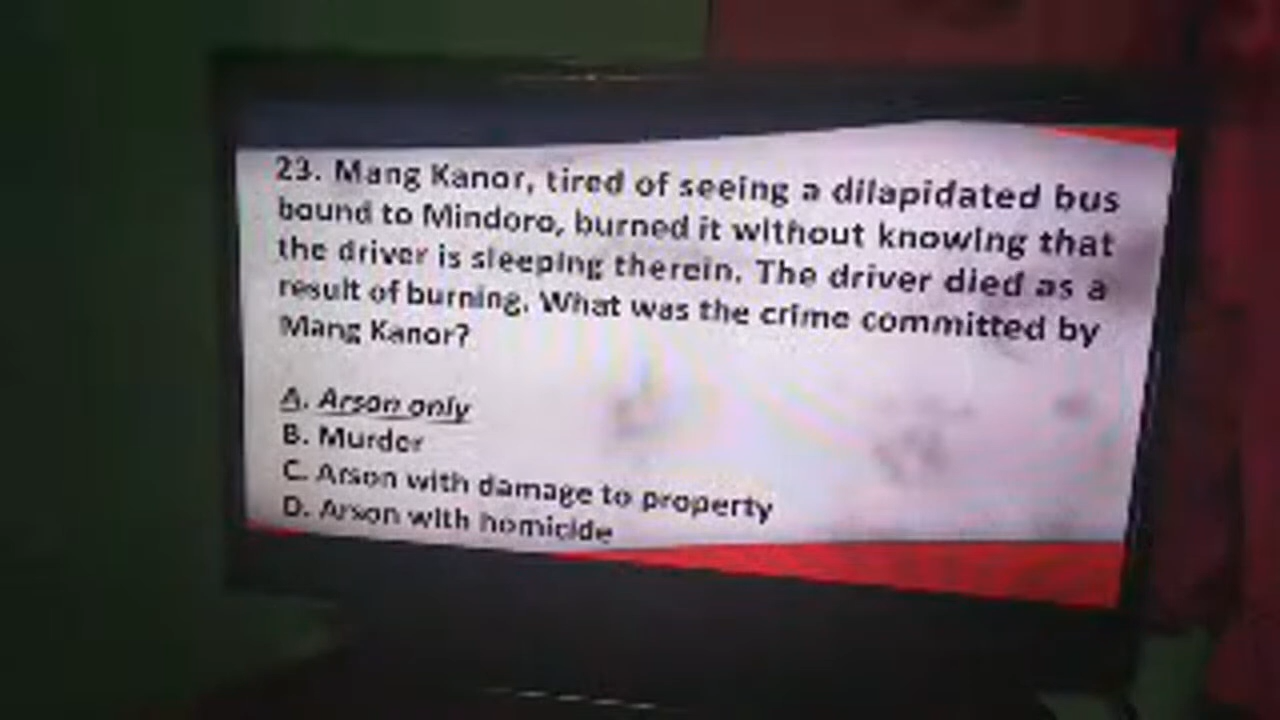 23. Mang Kanor, tired of seeing a dilapidated bus
bound to Mindoro, burned it without knowing that
the driver is sleeping therein. The driver died as a
result of burning. What was the crime committed by
Mang Kanor?
A. Arson only
B. Murder
C. Arson with damage to property
D. Arson with homicide